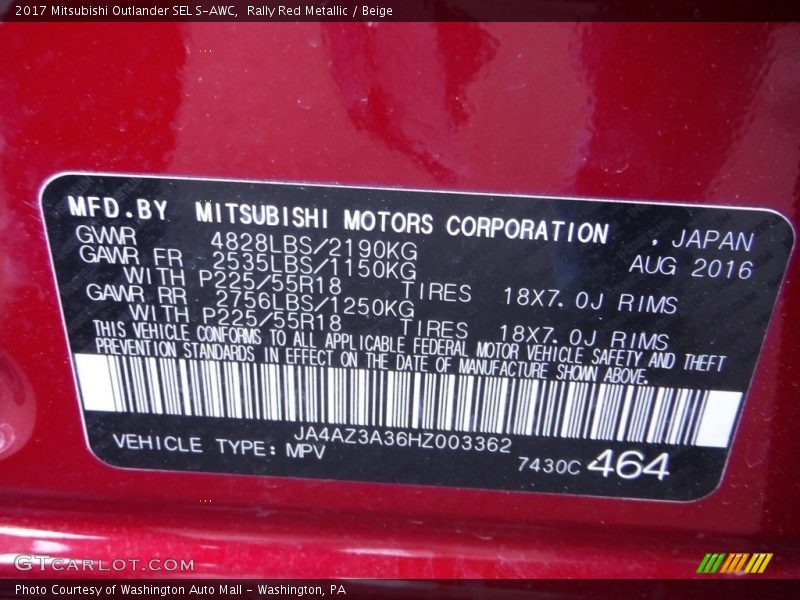 2017 Mitsubishi Outlander SEL S-AWC,  Rally Red Metallic / Beige
MFD.BY MITSUBISHI MOTORS CORPORATION . JAPAN
GWWR 4828LBS/2190KG AUG 2016
GAWR FR 2535LBS/1150KG
WITH P225/55R18 TIRES 18X7.0J RIMS
GAWR RR 2756LBS/1250KG
WITH P225/55R18 TIRES 18X7.0J RIMS
THIS VEHICLE CONFORMS TO ALL APPLICABLE FEDERAL MOTOR VEHICLE SAFETY AND THEFT
PREVENTION STANDARDS IN EFFECT ON THE DATE OF MANUFACTURE SHOWN ABOVE.
JA4AZ3A36HZ003362
VEHICLE TYPE: MPV
7430C 464
GTCARLOT.COM
Photo Courtesy of Washington Auto Mall - Washington, PA